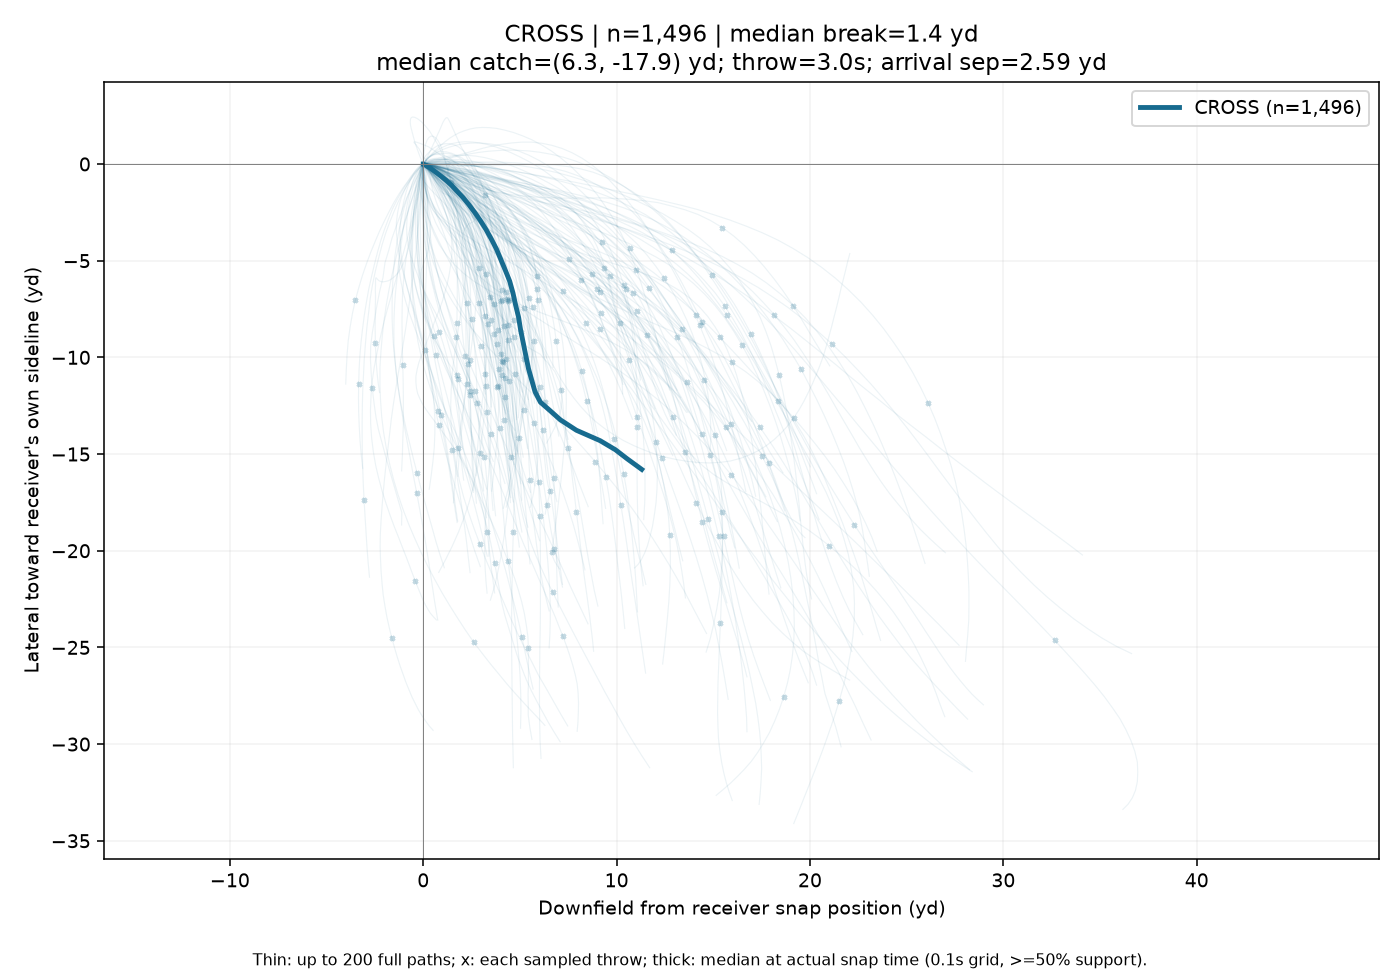 CROSS | n=1,496 | median break=1.4 yd
median catch=(6.3, -17.9) yd; throw=3.0s; arrival sep=2.59 yd
CROSS (n=1,496)
Lateral toward receiver's own sideline (yd)
0
−5
−10
−15
−20
−25
−30
−35
−10
0
10
20
30
40
Downfield from receiver snap position (yd)
Thin: up to 200 full paths; x: each sampled throw; thick: median at actual snap time (0.1s grid, >=50% support).